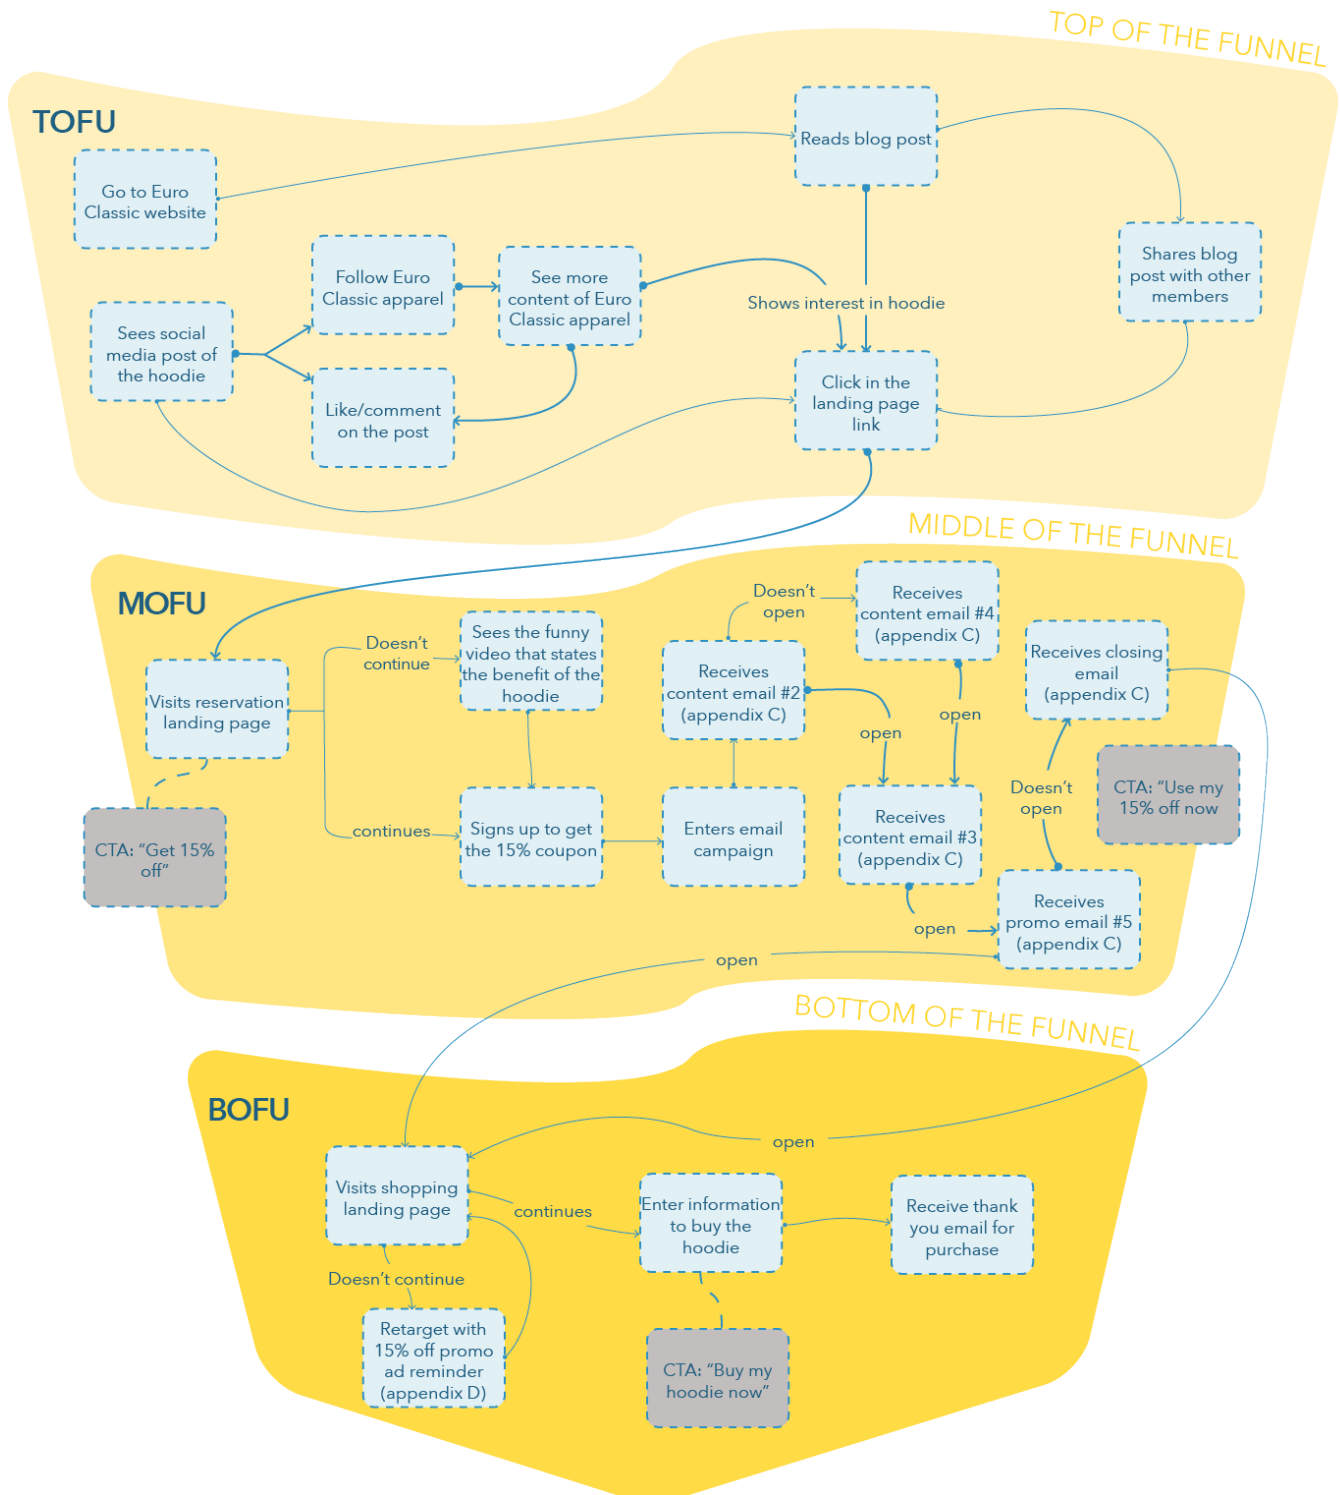 TOP OF THE FUNNEL
TOFU
Go to Euro
Classic website
Reads blog post
Shares blog
post with other
members
Follow Euro
Classic apparel
See more
content of Euro
Classic apparel
Shows interest in hoodie
Sees social
media post of
the hoodie
Like/comment
on the post
Click in the
landing page
link
MIDDLE OF THE FUNNEL
MOFU
Visits reservation
landing page
CTA: “Get 15%
off”
Doesn’t
continue
continues
Sees the funny
video that states
the benefit of the
hoodie
Signs up to get
the 15% coupon
Enters email
campaign
Receives
content email #2
(appendix C)
Doesn’t
open
Receives
content email #4
(appendix C)
open
open
Receives
content email #3
(appendix C)
open
Receives
promo email #5
(appendix C)
Doesn’t
open
Receives closing
email
(appendix C)
CTA: “Use my
15% off now
open
BOTTOM OF THE FUNNEL
BOFU
open
Visits shopping
landing page
continues
Doesn’t continue
Retarget with
15% off promo
ad reminder
(appendix D)
Enter information
to buy the
hoodie
CTA: “Buy my
hoodie now”
Receive thank
you email for
purchase